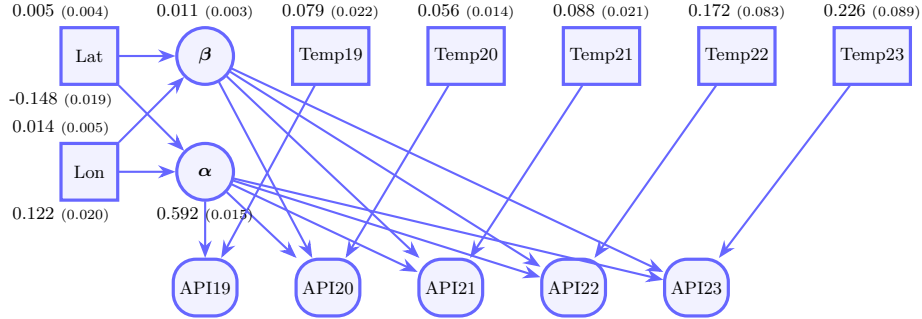 0.005 (0.004) 0.011 (0.003) 0.079 (0.022) 0.056 (0.014) 0.088 (0.021) 0.172 (0.083) 0.226 (0.089)
Lat β Temp19 Temp20 Temp21 Temp22 Temp23
-0.148 (0.019)
0.014 (0.005)
Lon α
0.122 (0.020) 0.592 (0.015)
API19 API20 API21 API22 API23